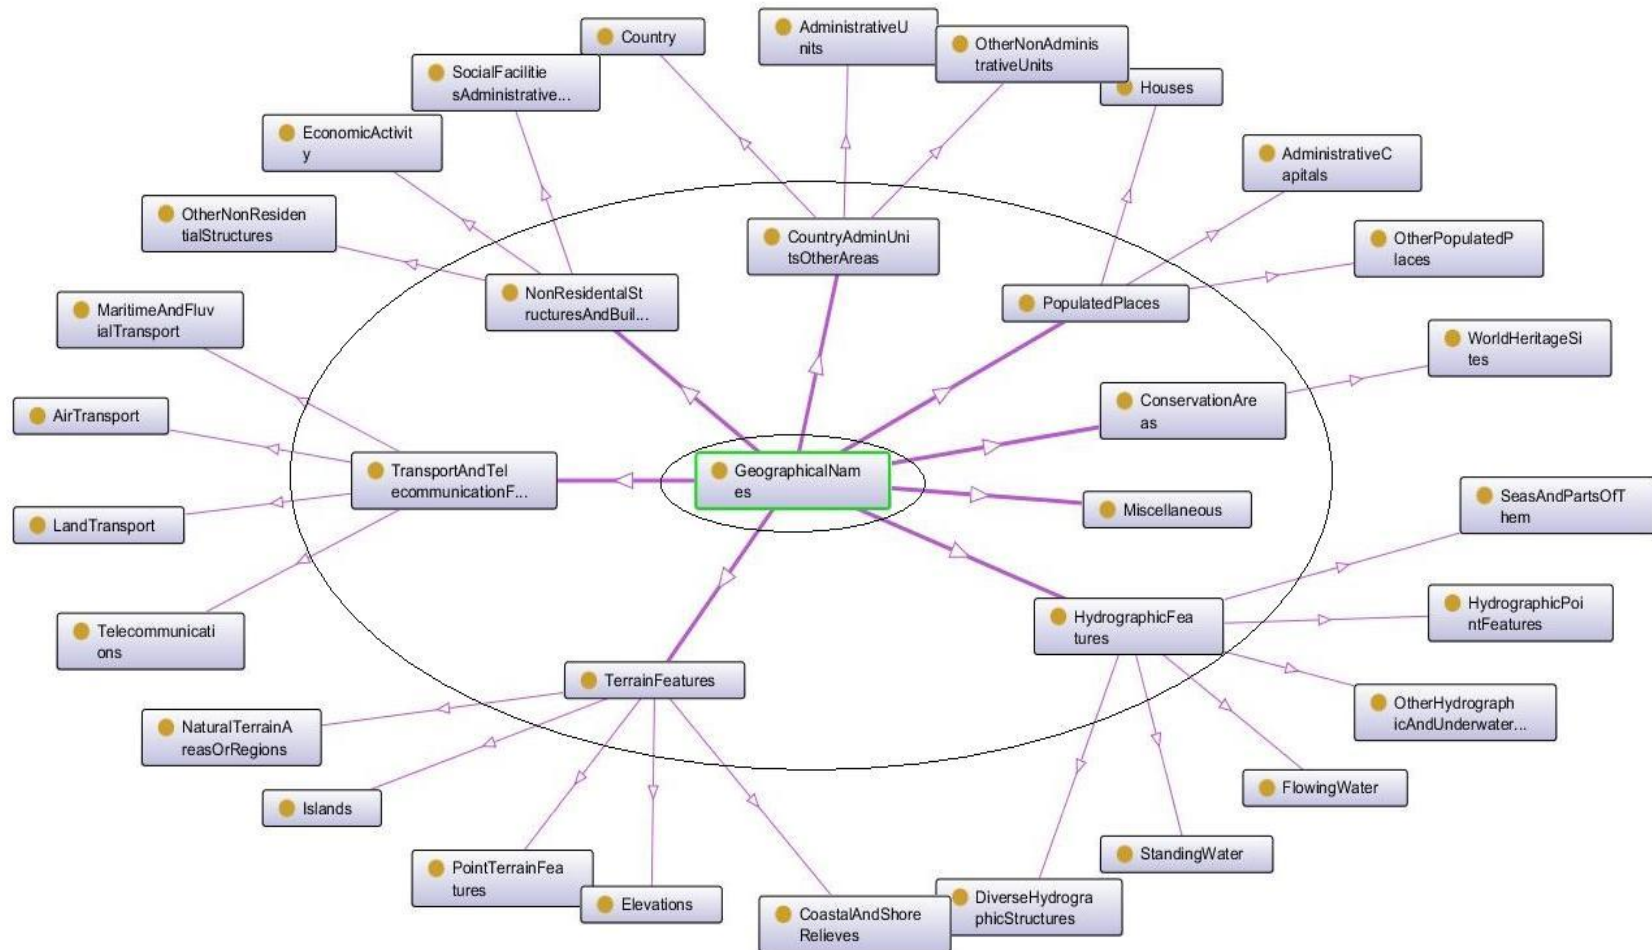 Country
AdministrativeU
nits
OtherNonAdminis
trativeUnits
SocialFacilitie
sAdministrative...
Houses
EconomicActivit
y
AdministrativeC
apitals
OtherNonResiden
tialStructures
CountryAdminUni
tsOtherAreas
OtherPopulatedP
laces
NonResidentalSt
ructuresAndBuil...
PopulatedPlaces
MaritimeAndFluv
ialTransport
WorldHeritageSi
tes
AirTransport
ConservationAre
as
TransportAndTel
ecommunicationF...
GeographicalNam
es
Miscellaneous
SeasAndPartsOfT
hem
LandTransport
HydrographicFea
tures
HydrographicPoi
ntFeatures
Telecommunicati
ons
TerrainFeatures
OtherHydrograph
icAndUnderwater...
NaturalTerrainA
reasOrRegions
FlowingWater
Islands
StandingWater
PointTerrainFea
tures
Elevations
CoastalAndShore
Relieves
DiverseHydrogra
phicStructures